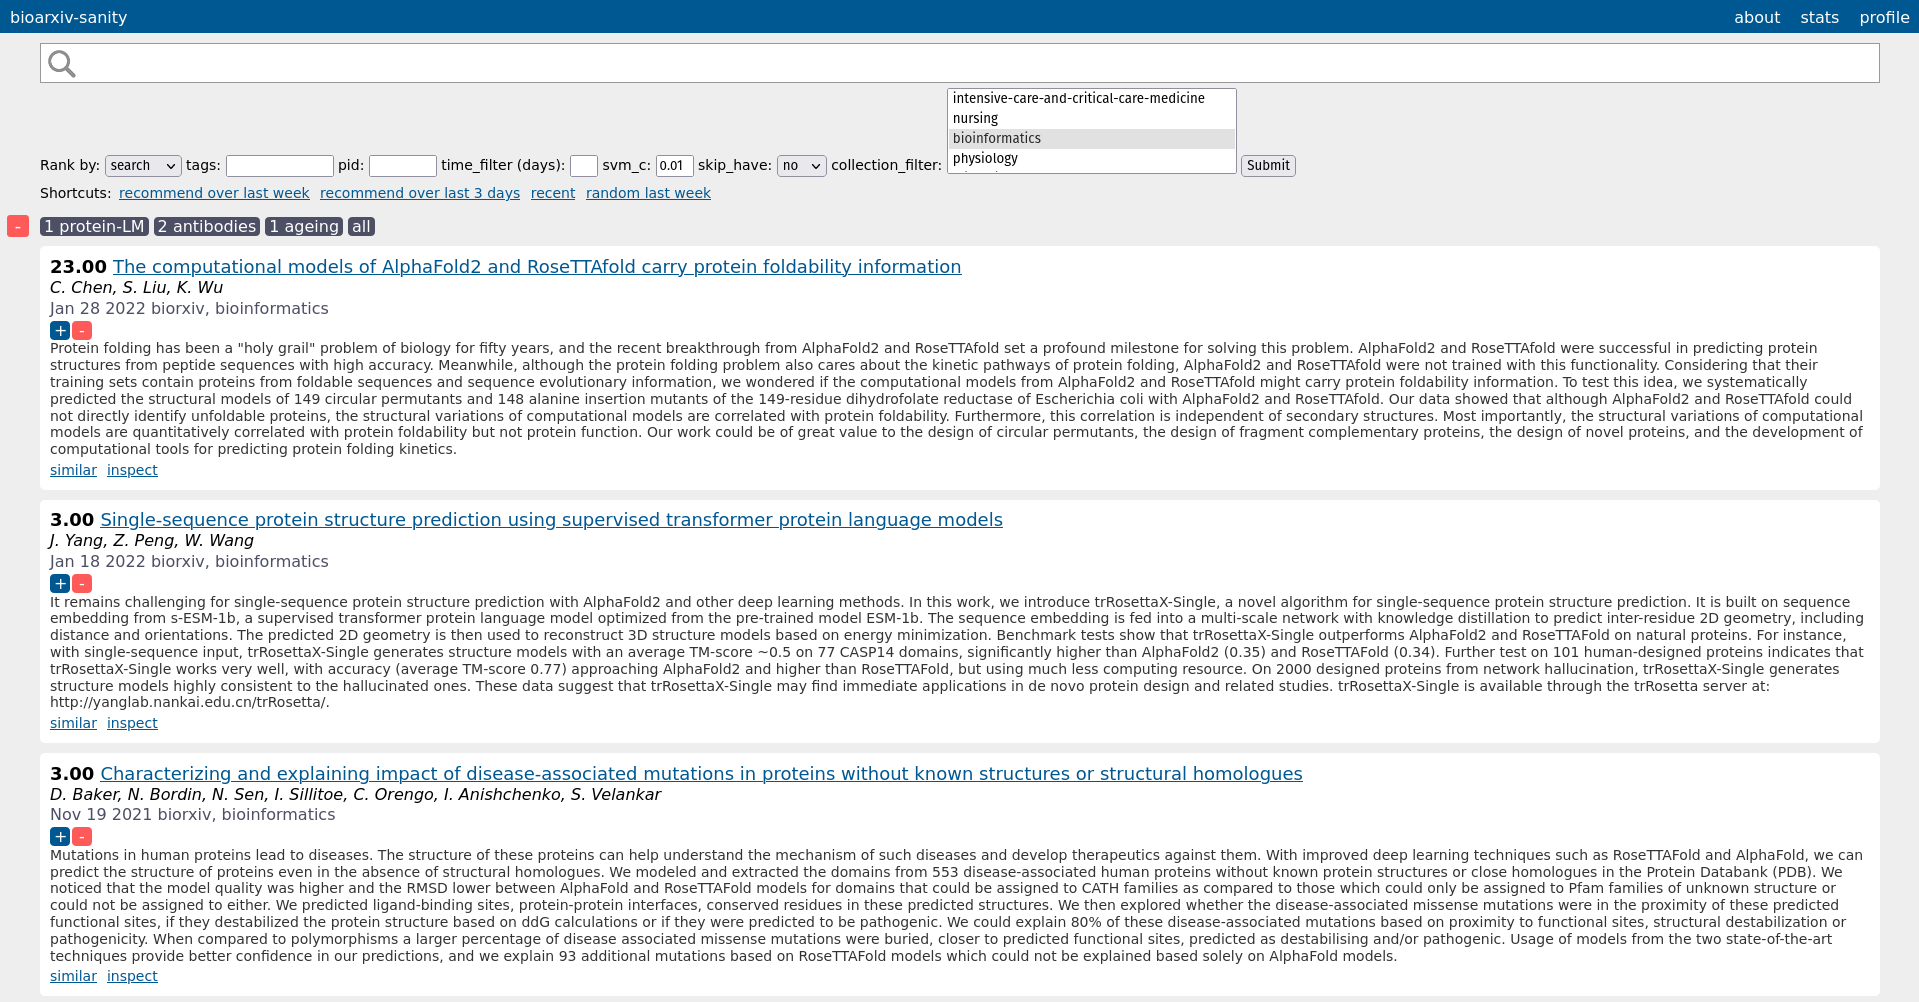 bioarxiv-sanity about stats profile
intensive-care-and-critical-care-medicine
nursing
bioinformatics
physiology
Rank by: search tags: pid: time_filter (days): svm_c: 0.01 skip_have: no collection_filter: Submit
Shortcuts: recommend over last week recommend over last 3 days recent random last week
- 1 protein-LM 2 antibodies 1 ageing all
23.00 The computational models of AlphaFold2 and RoseTTAfold carry protein foldability information
C. Chen, S. Liu, K. Wu
Jan 28 2022 biorxiv, bioinformatics
+ -
Protein folding has been a "holy grail" problem of biology for fifty years, and the recent breakthrough from AlphaFold2 and RoseTTAfold set a profound milestone for solving this problem. AlphaFold2 and RoseTTAfold were successful in predicting protein
structures from peptide sequences with high accuracy. Meanwhile, although the protein folding problem also cares about the kinetic pathways of protein folding, AlphaFold2 and RoseTTAfold were not trained with this functionality. Considering that their
training sets contain proteins from foldable sequences and sequence evolutionary information, we wondered if the computational models from AlphaFold2 and RoseTTAfold might carry protein foldability information. To test this idea, we systematically
predicted the structural models of 149 circular permutants and 148 alanine insertion mutants of the 149-residue dihydrofolate reductase of Escherichia coli with AlphaFold2 and RoseTTAfold. Our data showed that although AlphaFold2 and RoseTTAfold could
not directly identify unfoldable proteins, the structural variations of computational models are correlated with protein foldability. Furthermore, this correlation is independent of secondary structures. Most importantly, the structural variations of computational
models are quantitatively correlated with protein foldability but not protein function. Our work could be of great value to the design of circular permutants, the design of fragment complementary proteins, the design of novel proteins, and the development of
computational tools for predicting protein folding kinetics.
similar inspect
3.00 Single-sequence protein structure prediction using supervised transformer protein language models
J. Yang, Z. Peng, W. Wang
Jan 18 2022 biorxiv, bioinformatics
+ -
It remains challenging for single-sequence protein structure prediction with AlphaFold2 and other deep learning methods. In this work, we introduce trRosettaX-Single, a novel algorithm for single-sequence protein structure prediction. It is built on sequence
embedding from s-ESM-1b, a supervised transformer protein language model optimized from the pre-trained model ESM-1b. The sequence embedding is fed into a multi-scale network with knowledge distillation to predict inter-residue 2D geometry, including
distance and orientations. The predicted 2D geometry is then used to reconstruct 3D structure models based on energy minimization. Benchmark tests show that trRosettaX-Single outperforms AlphaFold2 and RoseTTAFold on natural proteins. For instance,
with single-sequence input, trRosettaX-Single generates structure models with an average TM-score ~0.5 on 77 CASP14 domains, significantly higher than AlphaFold2 (0.35) and RoseTTAFold (0.34). Further test on 101 human-designed proteins indicates that
trRosettaX-Single works very well, with accuracy (average TM-score 0.77) approaching AlphaFold2 and higher than RoseTTAFold, but using much less computing resource. On 2000 designed proteins from network hallucination, trRosettaX-Single generates
structure models highly consistent to the hallucinated ones. These data suggest that trRosettaX-Single may find immediate applications in de novo protein design and related studies. trRosettaX-Single is available through the trRosetta server at:
http://yanglab.nankai.edu.cn/trRosetta/.
similar inspect
3.00 Characterizing and explaining impact of disease-associated mutations in proteins without known structures or structural homologues
D. Baker, N. Bordin, N. Sen, I. Sillitoe, C. Orengo, I. Anishchenko, S. Velankar
Nov 19 2021 biorxiv, bioinformatics
+ -
Mutations in human proteins lead to diseases. The structure of these proteins can help understand the mechanism of such diseases and develop therapeutics against them. With improved deep learning techniques such as RoseTTAFold and AlphaFold, we can
predict the structure of proteins even in the absence of structural homologues. We modeled and extracted the domains from 553 disease-associated human proteins without known protein structures or close homologues in the Protein Databank (PDB). We
noticed that the model quality was higher and the RMSD lower between AlphaFold and RoseTTAFold models for domains that could be assigned to CATH families as compared to those which could only be assigned to Pfam families of unknown structure or
could not be assigned to either. We predicted ligand-binding sites, protein-protein interfaces, conserved residues in these predicted structures. We then explored whether the disease-associated missense mutations were in the proximity of these predicted
functional sites, if they destabilized the protein structure based on ddG calculations or if they were predicted to be pathogenic. We could explain 80% of these disease-associated mutations based on proximity to functional sites, structural destabilization or
pathogenicity. When compared to polymorphisms a larger percentage of disease associated missense mutations were buried, closer to predicted functional sites, predicted as destabilising and/or pathogenic. Usage of models from the two state-of-the-art
techniques provide better confidence in our predictions, and we explain 93 additional mutations based on RoseTTAFold models which could not be explained based solely on AlphaFold models.
similar inspect